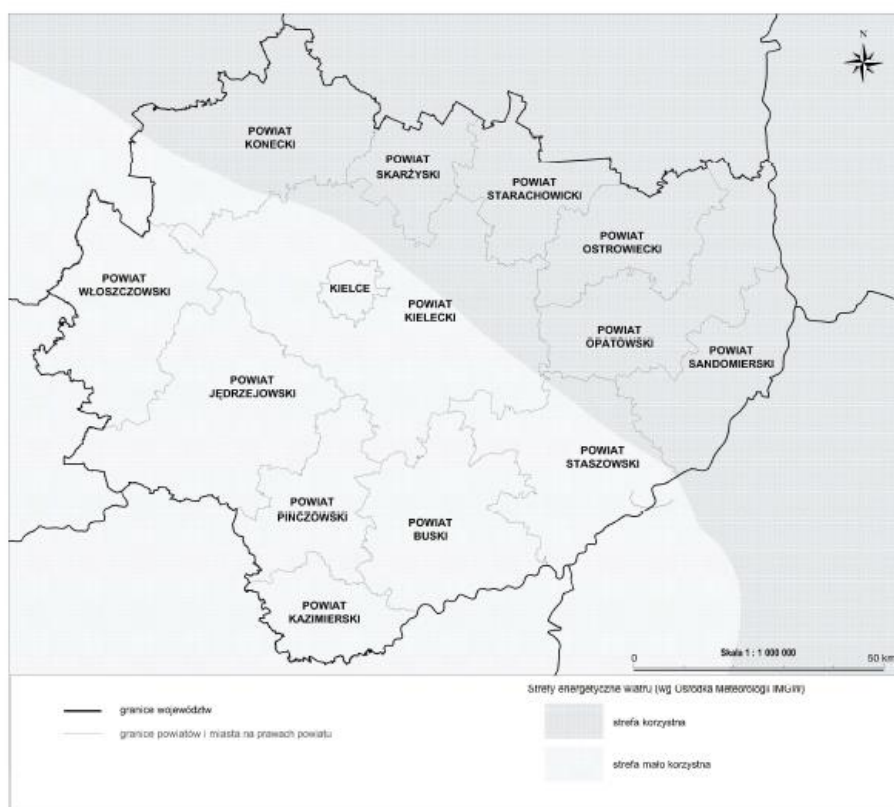 N
POWIAT
KONECKI
POWIAT
SKARŻYSKI
POWIAT
STARACHOWICKI
POWIAT
OSTROWIECKI
POWIAT
WŁOSZCZOWSKI
KIELCE
POWIAT
KIELECKI
POWIAT
OPATOWSKI
POWIAT
SANDOMIERSKI
POWIAT
JĘDRZEJOWSKI
POWIAT
STASZOWSKI
POWIAT
PINCZOWSKI
POWIAT
BUSKI
POWIAT
KAZIMIERSKI
Skala 1 : 1 000 000
0 50 km
Strefy energetyczne wiatru (wg Ośrodka Meteorologii IMGiW)
granice województw
strefa korzystna
granice powiatów i miasta na prawach powiatu
strefa mało korzystna